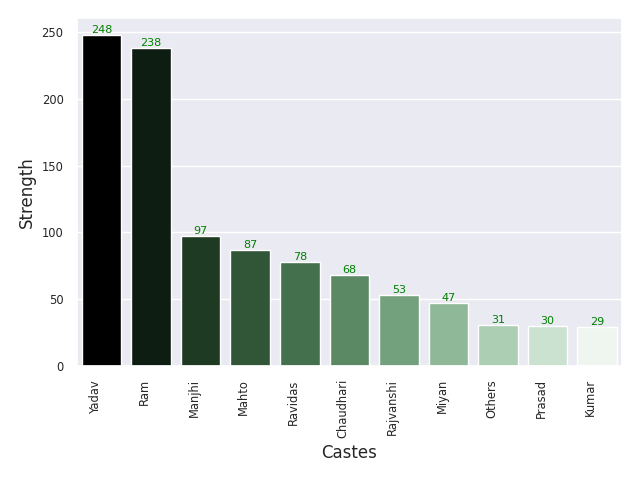 250
200
150
100
50
0
Strength
248
238
97
87
78
68
53
47
31
30
29
Yadav
Ram
Manjhi
Mahto
Ravidas
Chaudhari
Rajvanshi
Miyan
Others
Prasad
Kumar
Castes